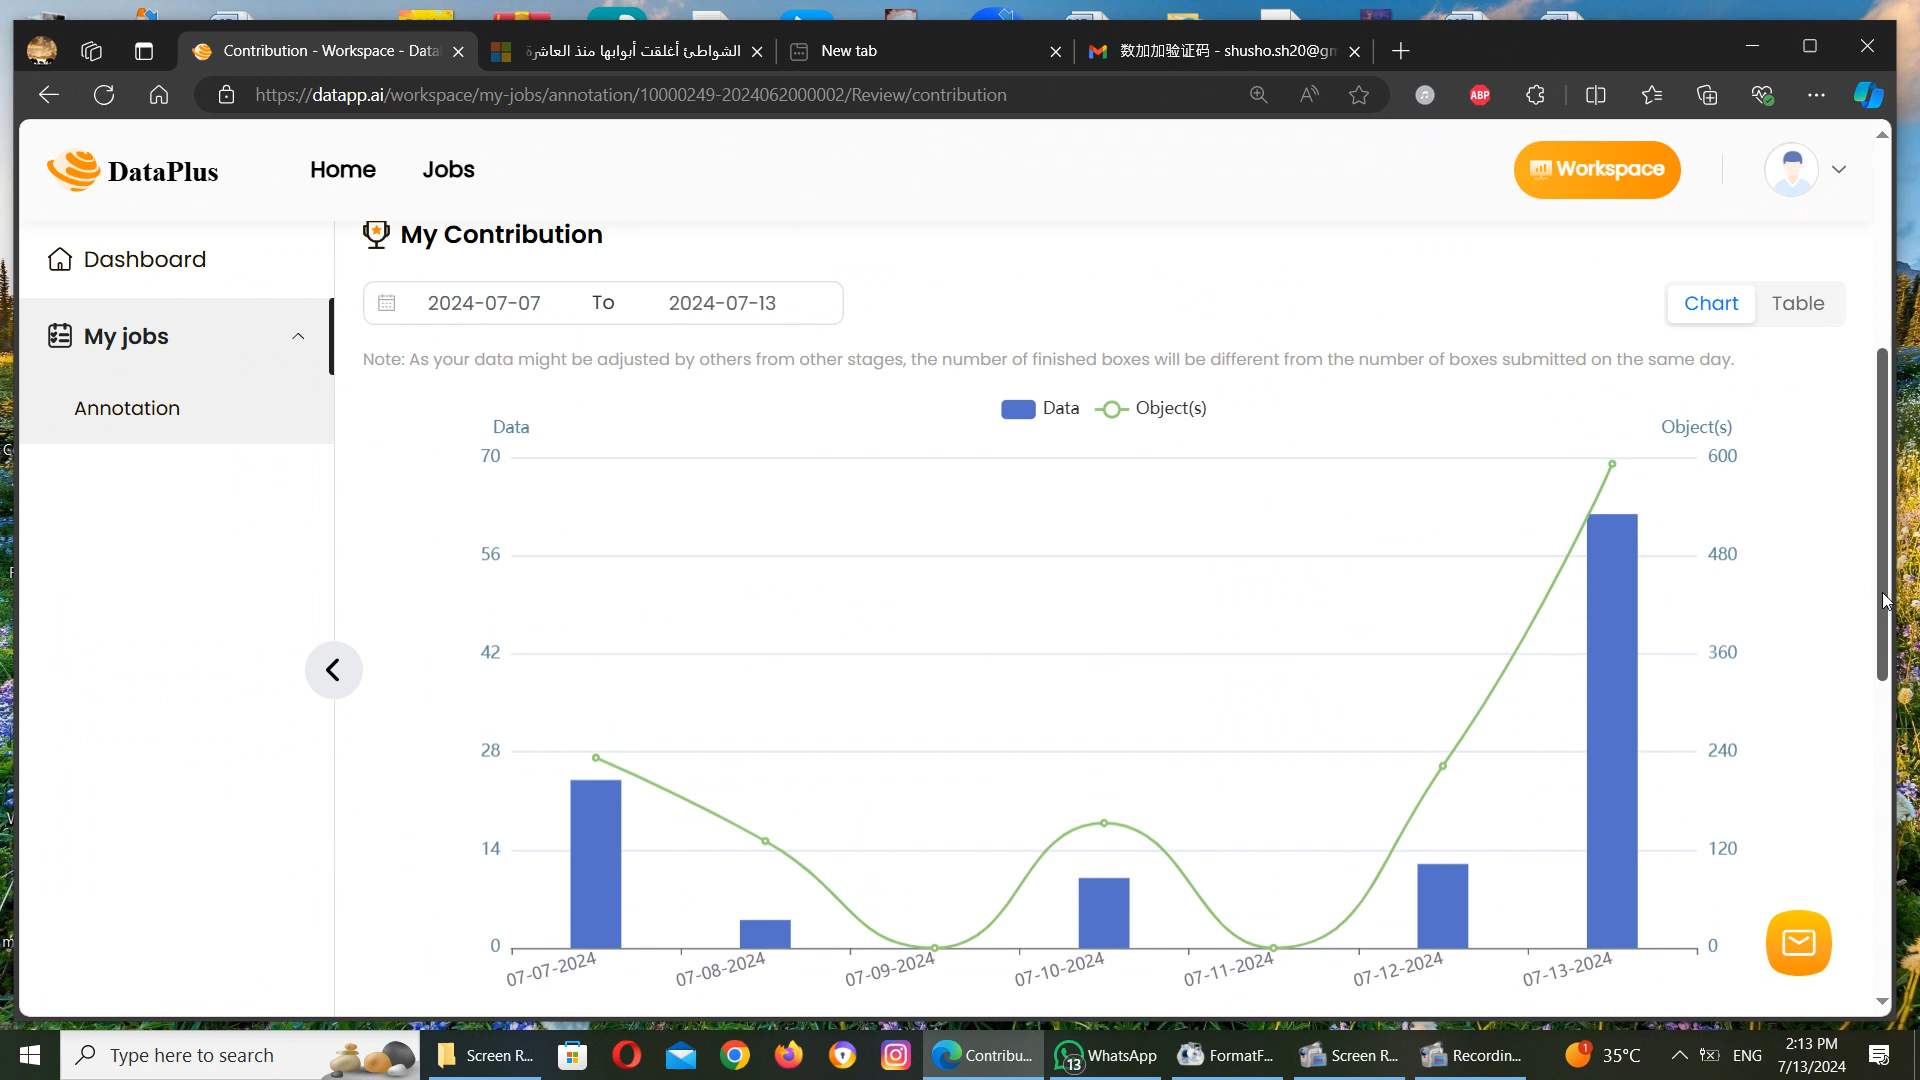 Contribution - Workspace - Data
الشواطئ أغلقت أبوابها منذ العاشرة
New tab
数加加验证码 - shusho.sh20@gm
https://datapp.ai/workspace/my-jobs/annotation/10000249-2024062000002/Review/contribution
ABP
DataPlus
Home
Jobs
Workspace
Dashboard
My jobs
Annotation
My Contribution
2024-07-07 To 2024-07-13
Chart Table
Note: As your data might be adjusted by others from other stages, the number of finished boxes will be different from the number of boxes submitted on the same day.
Data Object(s)
Data Object(s)
70 600
56 480
42 360
28 240
14 120
0 0
07-07-2024 07-08-2024 07-09-2024 07-10-2024 07-11-2024 07-12-2024 07-13-2024
Type here to search
Screen R...
Contribu...
13
WhatsApp
FormatF...
Screen R...
Recordin...
1
35°C
ENG
2:13 PM
7/13/2024